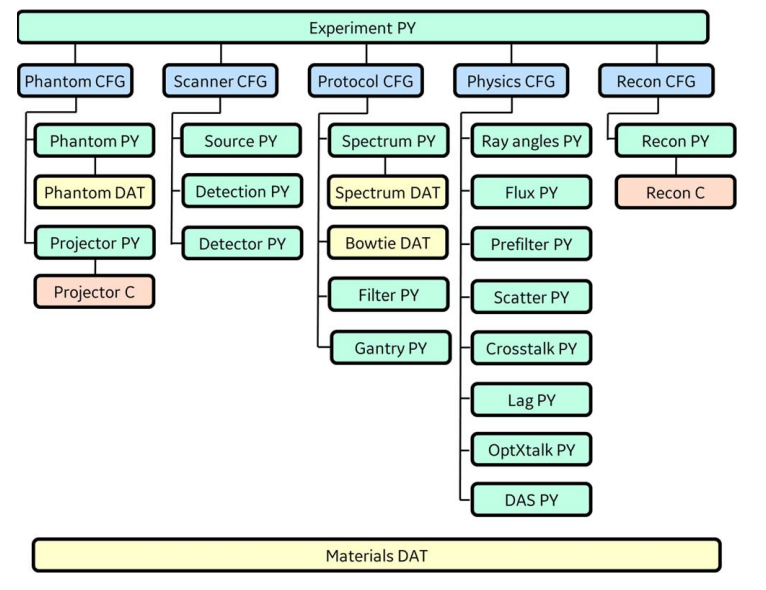 Experiment PY
Phantom CFG
Scanner CFG
Protocol CFG
Physics CFG
Recon CFG
Phantom PY
Phantom DAT
Projector PY
Projector C
Source PY
Detection PY
Detector PY
Spectrum PY
Spectrum DAT
Bowtie DAT
Filter PY
Gantry PY
Ray angles PY
Flux PY
Prefilter PY
Scatter PY
Crosstalk PY
Lag PY
OptXtalk PY
DAS PY
Recon PY
Recon C
Materials DAT